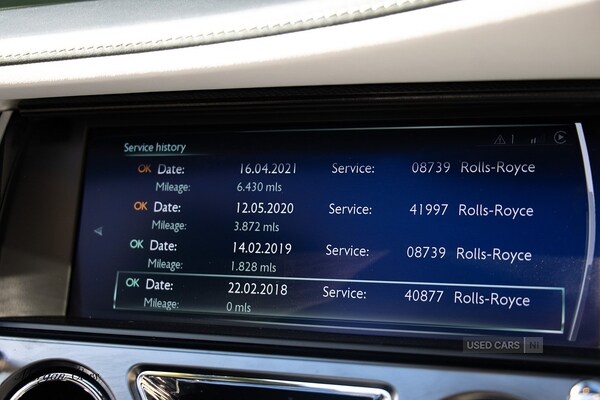 Service history
OK Date: 16.04.2021 Service: 08739 Rolls-Royce
Mileage: 6.430 mls
OK Date: 12.05.2020 Service: 41997 Rolls-Royce
Mileage: 3.872 mls
OK Date: 14.02.2019 Service: 08739 Rolls-Royce
Mileage: 1.828 mls
OK Date: 22.02.2018 Service: 40877 Rolls-Royce
Mileage: 0 mls
USED CARS NI